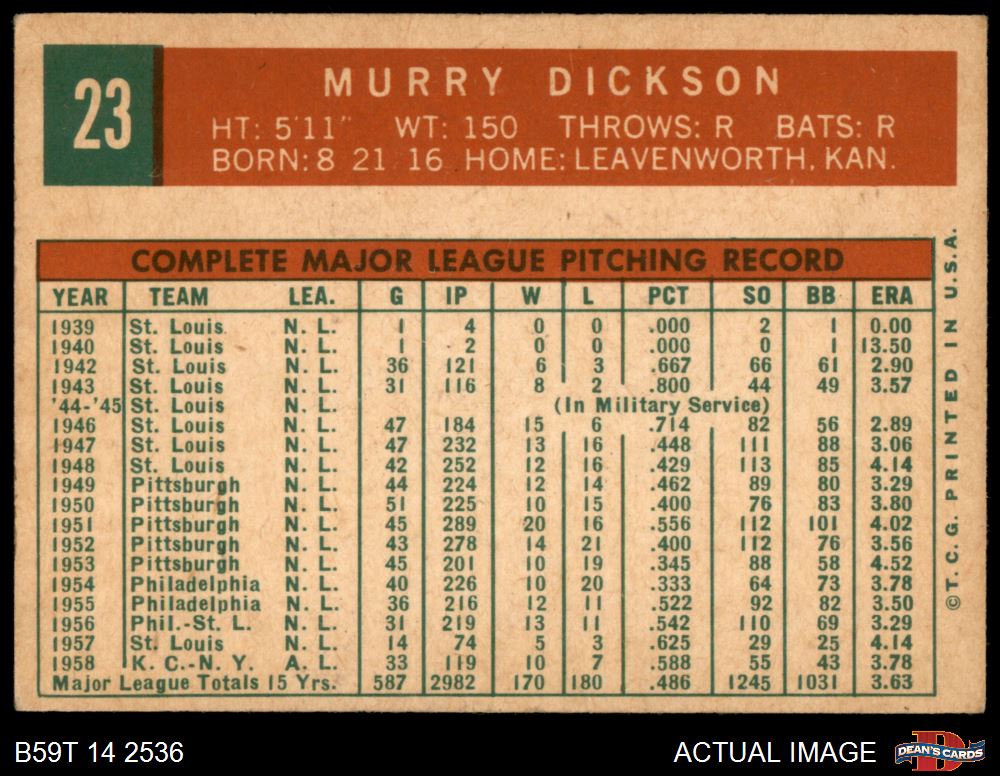 23
MURRY DICKSON
HT: 5'11" WT: 150 THROWS: R BATS: R
BORN: 8 21 16 HOME: LEAVENWORTH, KAN.
COMPLETE MAJOR LEAGUE PITCHING RECORD
YEAR TEAM LEA. G IP W L PCT SO BB ERA
1939 St. Louis N. L. 1 4 0 0 .000 2 1 0.00
1940 St. Louis N. L. 1 2 0 0 .000 0 1 13.50
1942 St. Louis N. L. 36 121 6 3 .667 66 61 2.90
1943 St. Louis N. L. 31 116 8 2 .800 44 49 3.57
'44-'45 St. Louis N. L. (In Military Service)
1946 St. Louis N. L. 47 184 15 6 .714 82 56 2.89
1947 St. Louis N. L. 47 232 13 16 .448 111 88 3.06
1948 St. Louis N. L. 42 252 12 16 .429 113 85 4.14
1949 Pittsburgh N. L. 44 224 12 14 .462 89 80 3.29
1950 Pittsburgh N. L. 51 225 10 15 .400 76 83 3.80
1951 Pittsburgh N. L. 45 289 20 16 .556 112 101 4.02
1952 Pittsburgh N. L. 43 278 14 21 .400 112 76 3.56
1953 Pittsburgh N. L. 45 201 10 19 .345 88 58 4.52
1954 Philadelphia N. L. 40 226 10 20 .333 64 73 3.78
1955 Philadelphia N. L. 36 216 12 11 .522 92 82 3.50
1956 Phil.-St. L. N. L. 31 219 13 11 .542 110 69 3.29
1957 St. Louis N. L. 14 74 5 3 .625 29 25 4.14
1958 K. C.-N. Y. A. L. 33 119 10 7 .588 55 43 3.78
Major League Totals 15 Yrs. 587 2982 170 180 .486 1245 1031 3.63
©T. C. G. PRINTED IN U.S.A.
B59T 14 2536
ACTUAL IMAGE
D
DEAN'S CARDS